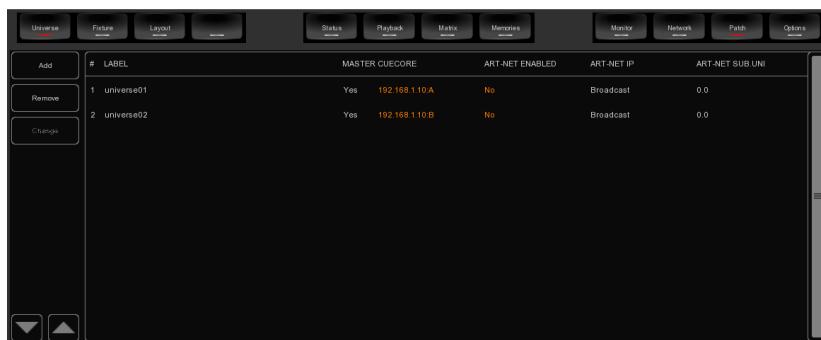 Universe Fixture Layout Status Playback Matrix Memories Monitor Network Patch Options
Add
Remove
Change
# LABEL MASTER CUECORE ART-NET ENABLED ART-NET IP ART-NET SUB.UNI
1 universe01 Yes 192.168.1.10:A No Broadcast 0.0
2 universe02 Yes 192.168.1.10:B No Broadcast 0.0